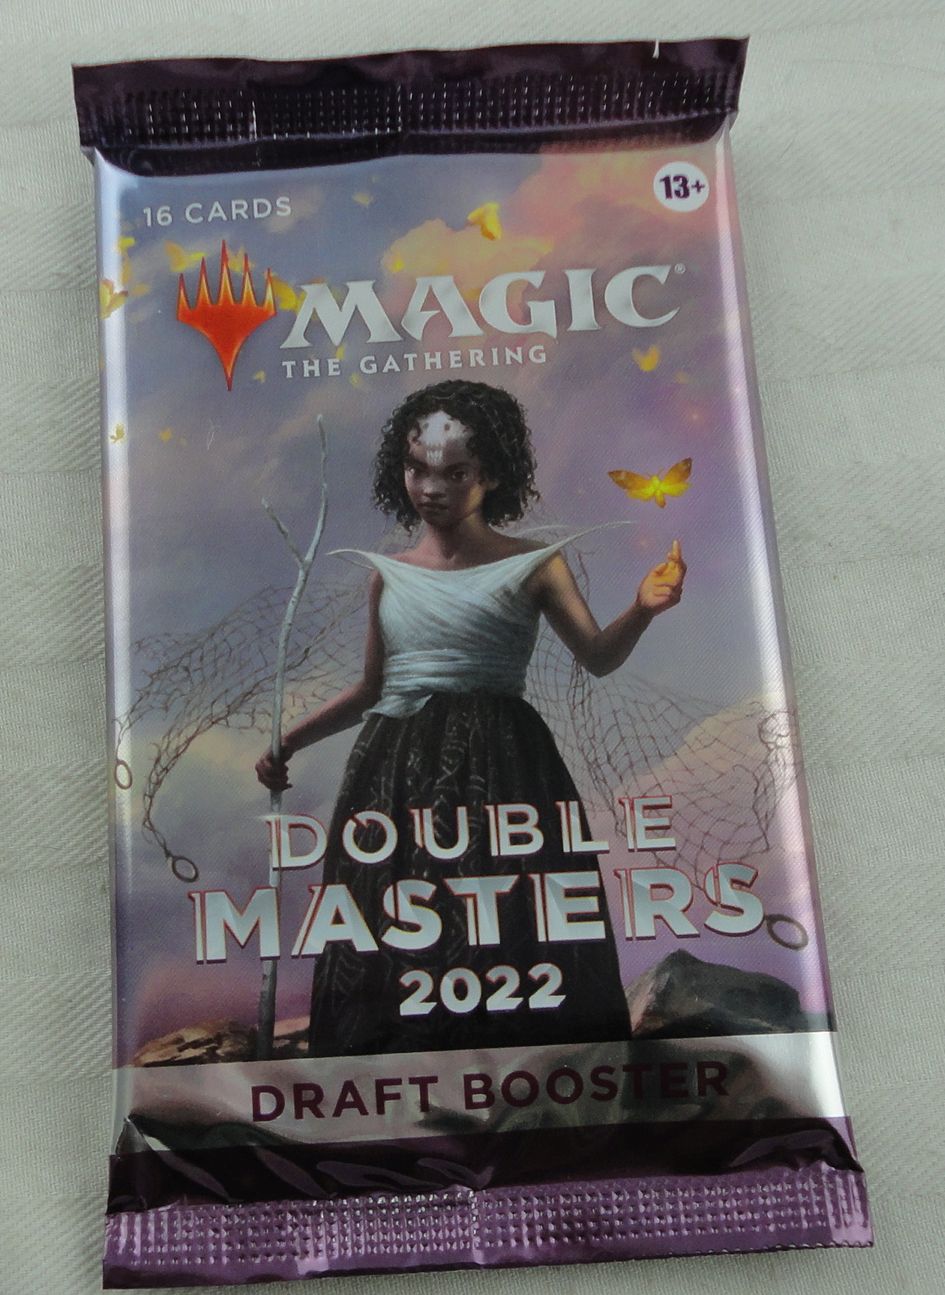 16 CARDS
13+
MAGIC®
THE GATHERING
DOUBLE
MASTERS
2022
DRAFT BOOSTER